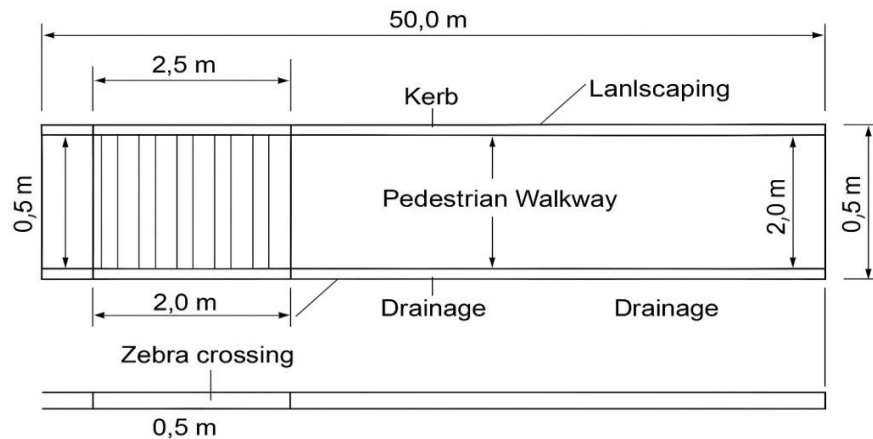 50,0 m
2,5 m
Kerb
Lanlscaping
0,5 m
Pedestrian Walkway
2,0 m
0,5 m
2,0 m
Drainage
Drainage
Zebra crossing
0,5 m